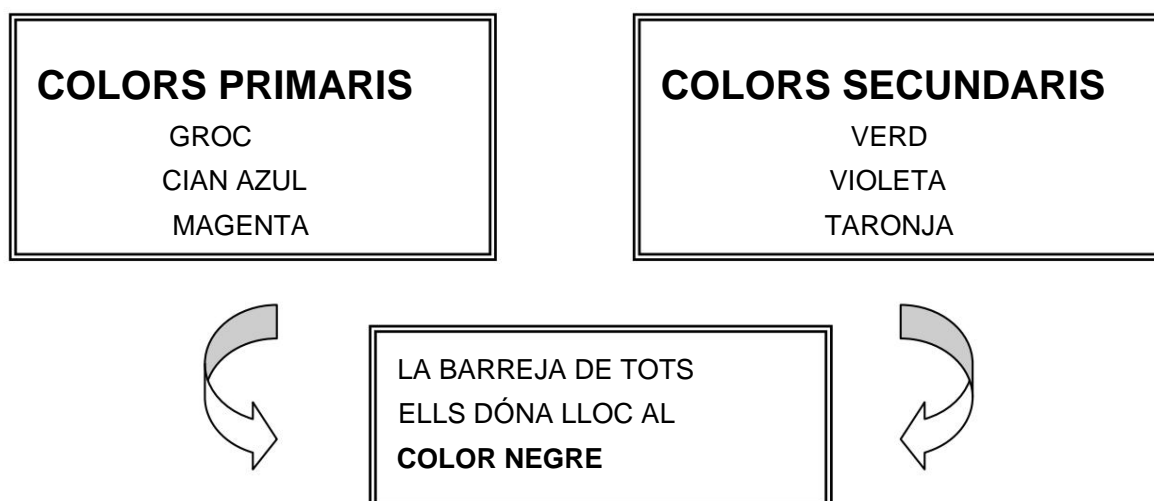 COLORS PRIMARIS
GROC
CIAN AZUL
MAGENTA
COLORS SECUNDARIS
VERD
VIOLETA
TARONJA
LA BARREJA DE TOTS
ELLS DÓNA LLOC AL
COLOR NEGRE